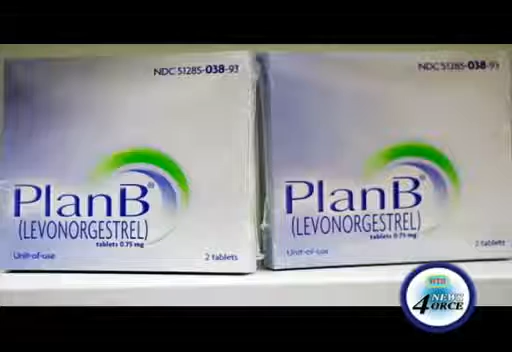 NDC 51285-038-93
PlanB®
(LEVONORGESTREL)
tablets 0.75 mg
Unit-of-use
2 tablets
NDC 51285-038-93
PlanB®
(LEVONORGESTREL)
tablets 0.75 mg
Unit-of-use
2 tablets
NEWS
4ORCE